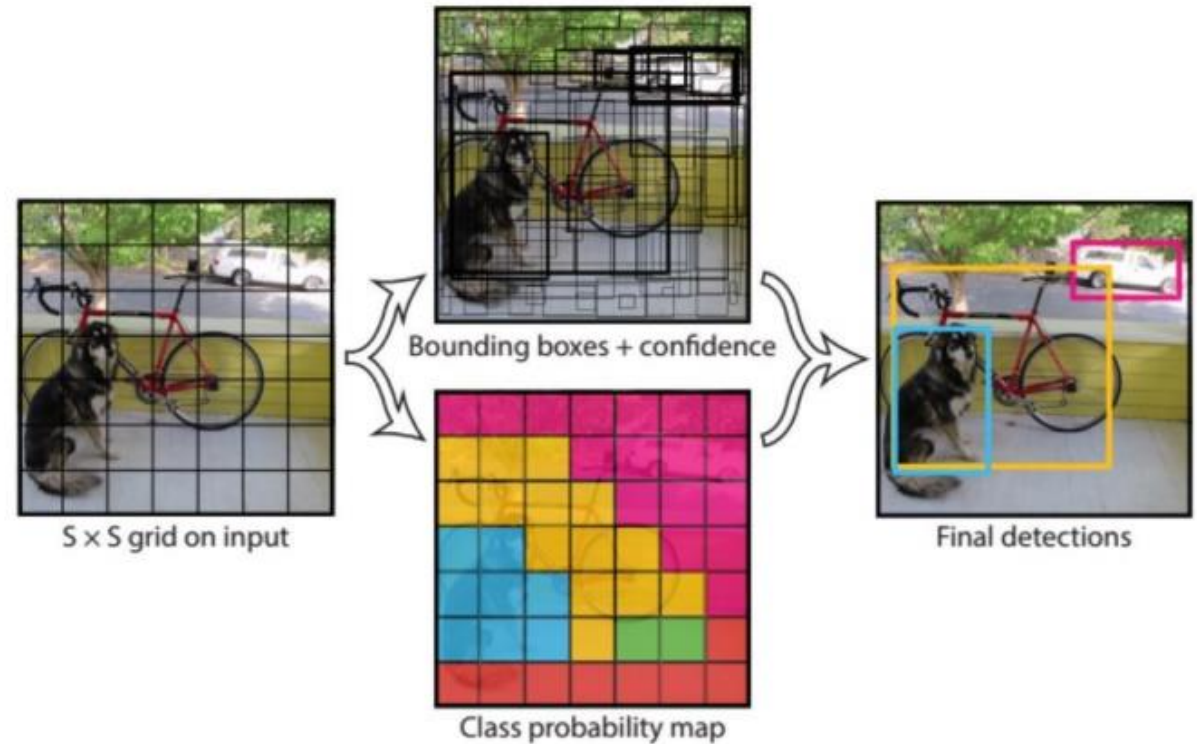 S × S grid on input
Bounding boxes + confidence
Class probability map
Final detections